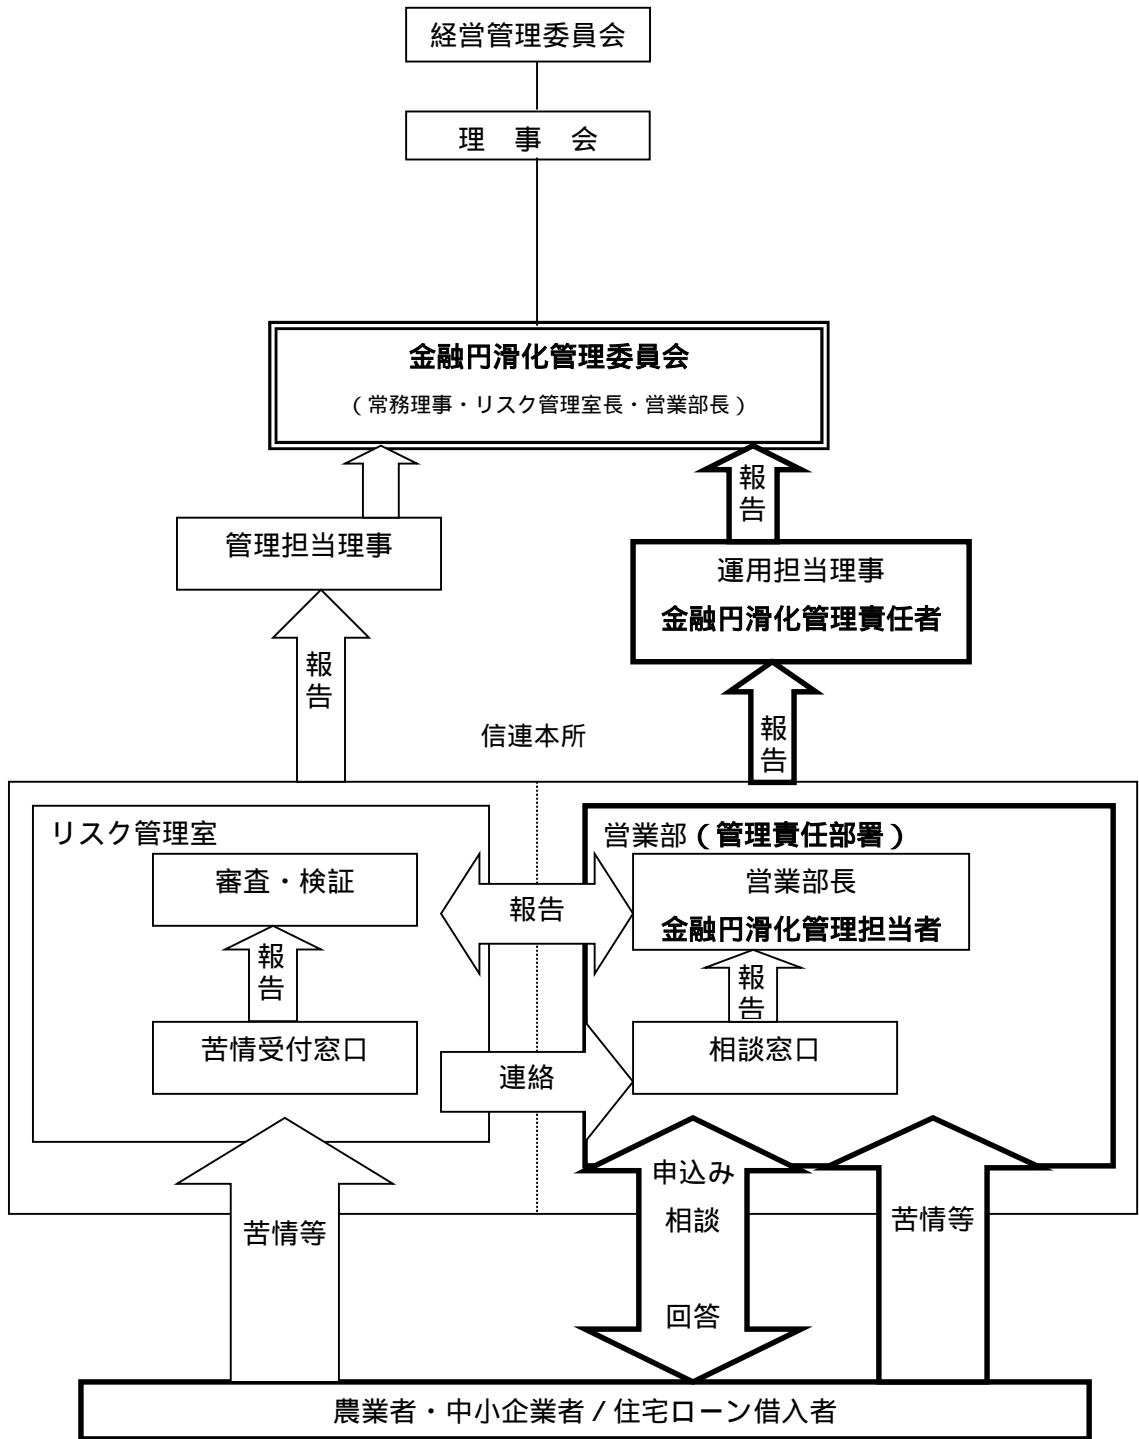 経営管理委員会
理　事　会
金融円滑化管理委員会
（常務理事・リスク管理室長・営業部長）
報告
管理担当理事
運用担当理事
金融円滑化管理責任者
報告
報告
信連本所
リスク管理室
営業部（管理責任部署）
審査・検証
報告
営業部長
金融円滑化管理担当者
報告
報告
苦情受付窓口
連絡
相談窓口
苦情等
申込み
相談
回答
苦情等
農業者・中小企業者 / 住宅ローン借入者